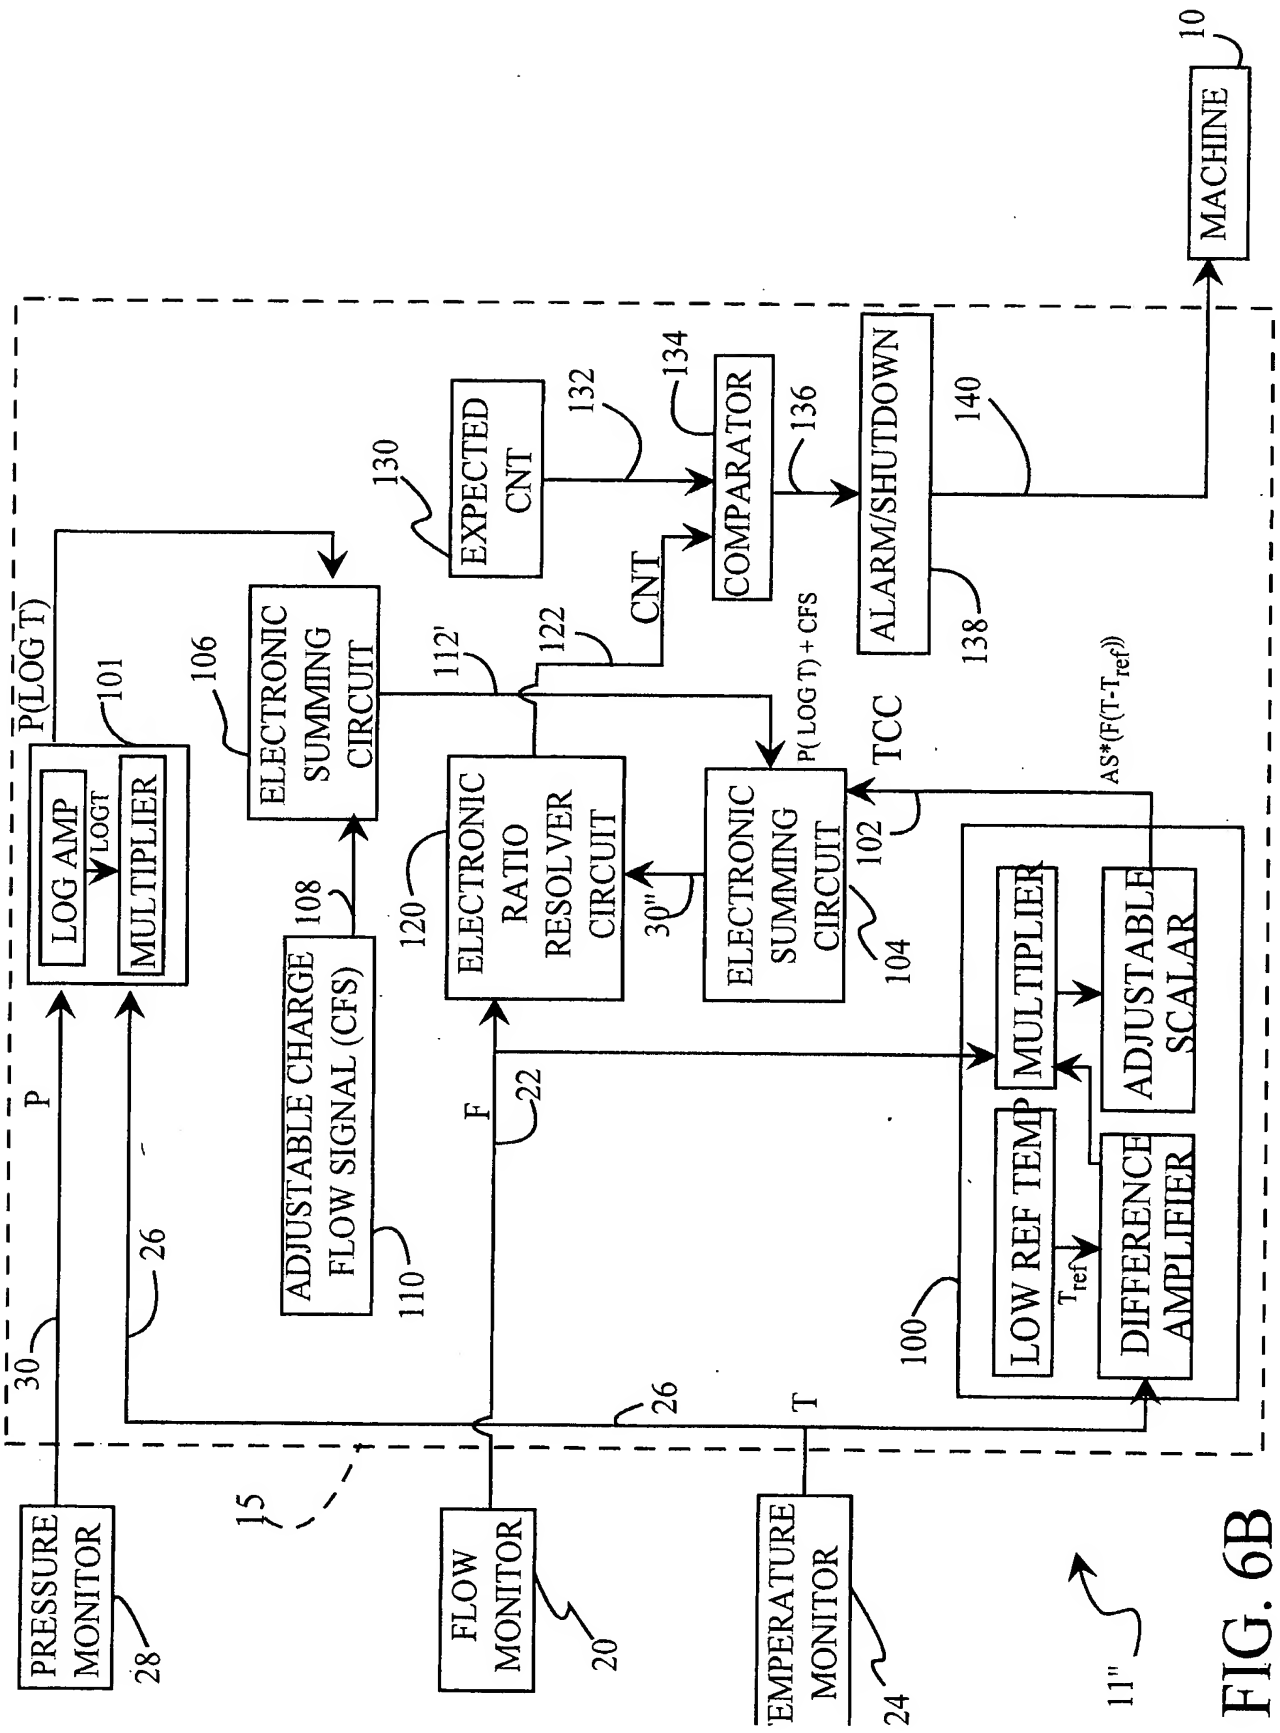 PRESSURE
MONITOR
28
30
P
26
LOG AMP
LOGT
MULTIPLIER
101
P(LOG T)
15
ADJUSTABLE CHARGE
FLOW SIGNAL (CFS)
110
108
106
ELECTRONIC
SUMMING
CIRCUIT
112'
FLOW
MONITOR
20
F
22
120
ELECTRONIC
RATIO
RESOLVER
CIRCUIT
122
CNT
130
EXPECTED
CNT
132
30"
ELECTRONIC
SUMMING
CIRCUIT
104
P( LOG T) + CFS
TCC
102
COMPARATOR
134
136
ALARM/SHUTDOWN
138
140
MACHINE
10
TEMPERATURE
MONITOR
24
26
T
100
LOW REF TEMP
Tref
DIFFERENCE
AMPLIFIER
MULTIPLIER
ADJUSTABLE
SCALAR
AS*(F(T-Tref))
11"
FIG. 6B